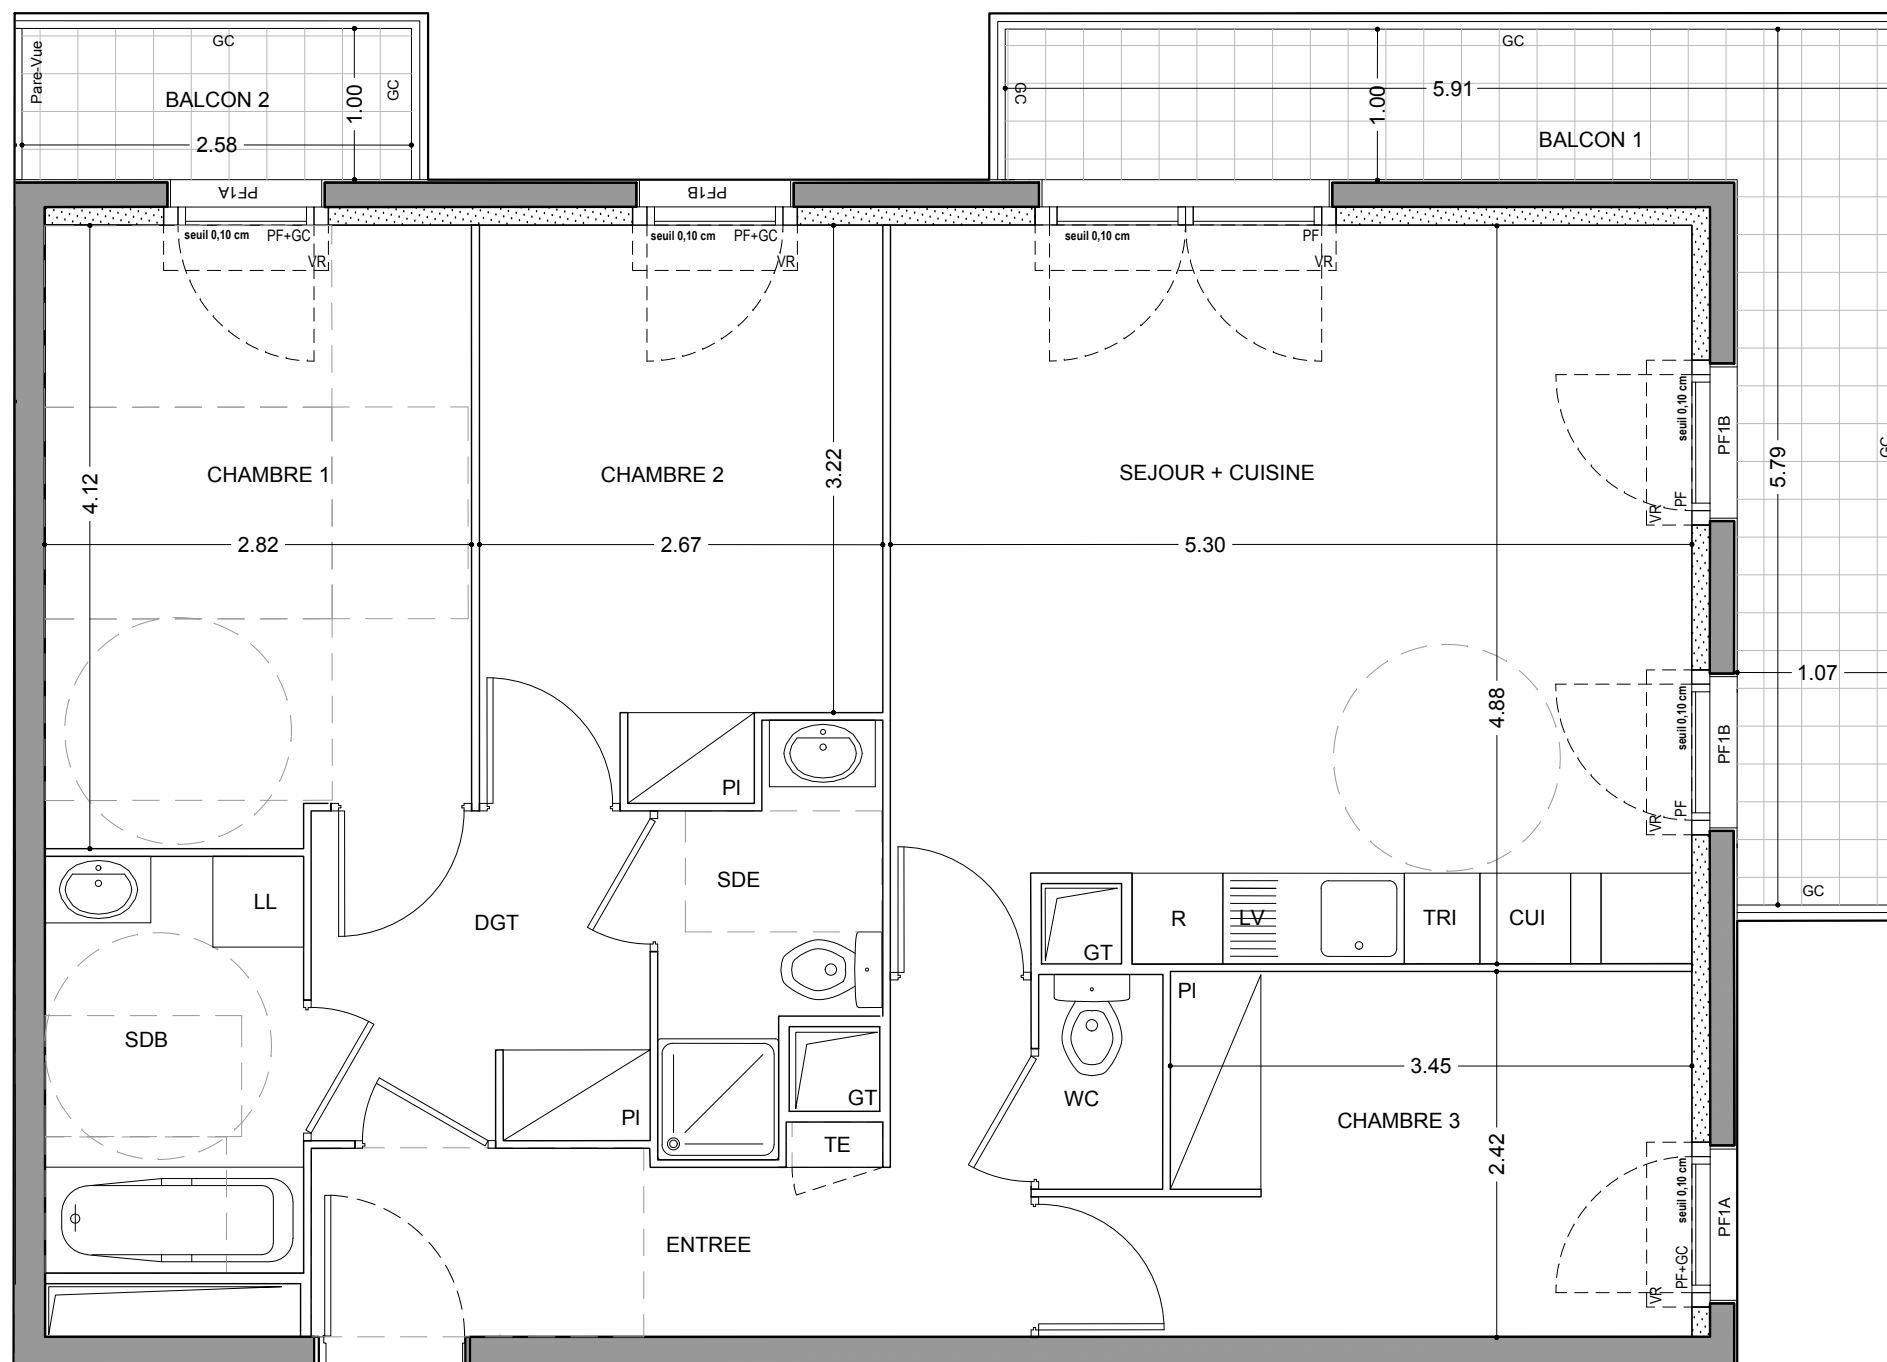 GC
Pare-Vue
BALCON 2
1.00
GC
2.58
GC
GC
1.00
5.91
BALCON 1
PF1A
PF1B
seuil 0,10 cm
PF+GC
VR
seuil 0,10 cm
PF+GC
VR
seuil 0,10 cm
PF
VR
CHAMBRE 1
4.12
2.82
CHAMBRE 2
3.22
2.67
SEJOUR + CUISINE
5.30
4.88
seuil 0,10 cm
PF
VR
PF1B
5.79
GC
1.07
seuil 0,10 cm
PF
VR
PF1B
GC
PI
SDE
LL
DGT
GT
R
LV
TRI
CUI
SDB
PI
GT
TE
WC
PI
3.45
CHAMBRE 3
2.42
ENTREE
seuil 0,10 cm
PF+GC
VR
PF1A